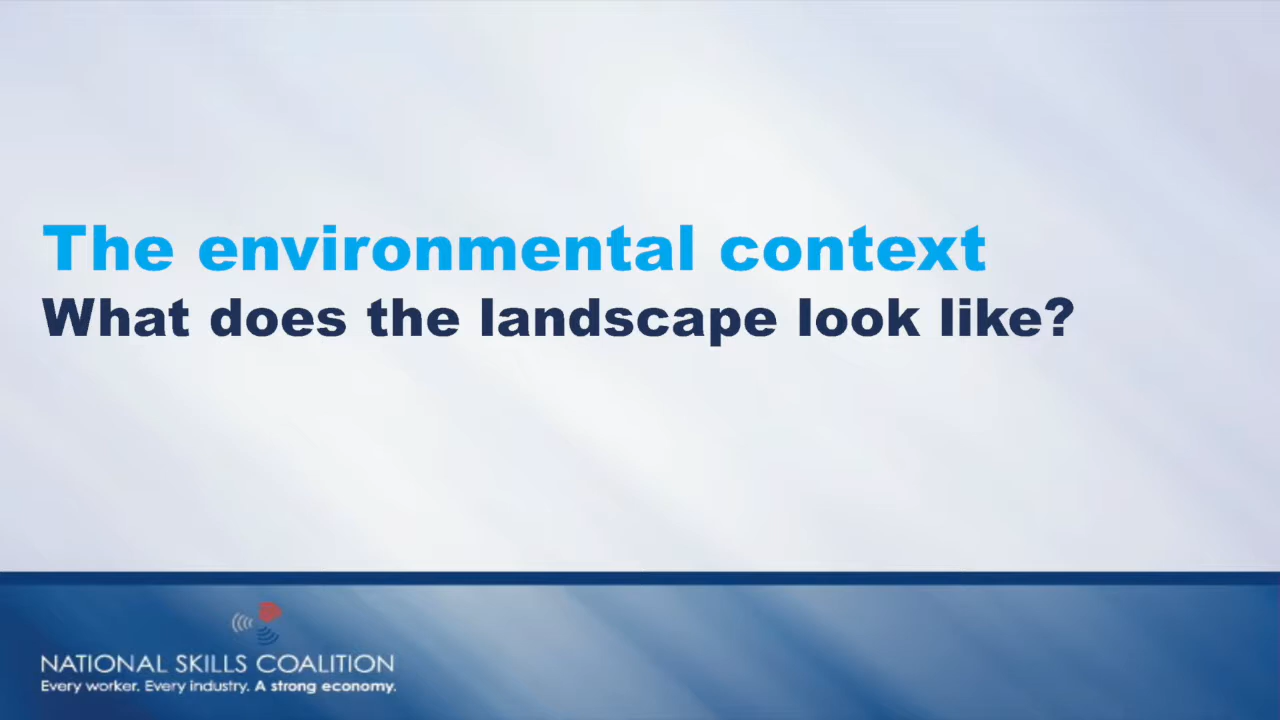 The environmental context
What does the landscape look like?
NATIONAL SKILLS COALITION
Every worker. Every industry. A strong economy.